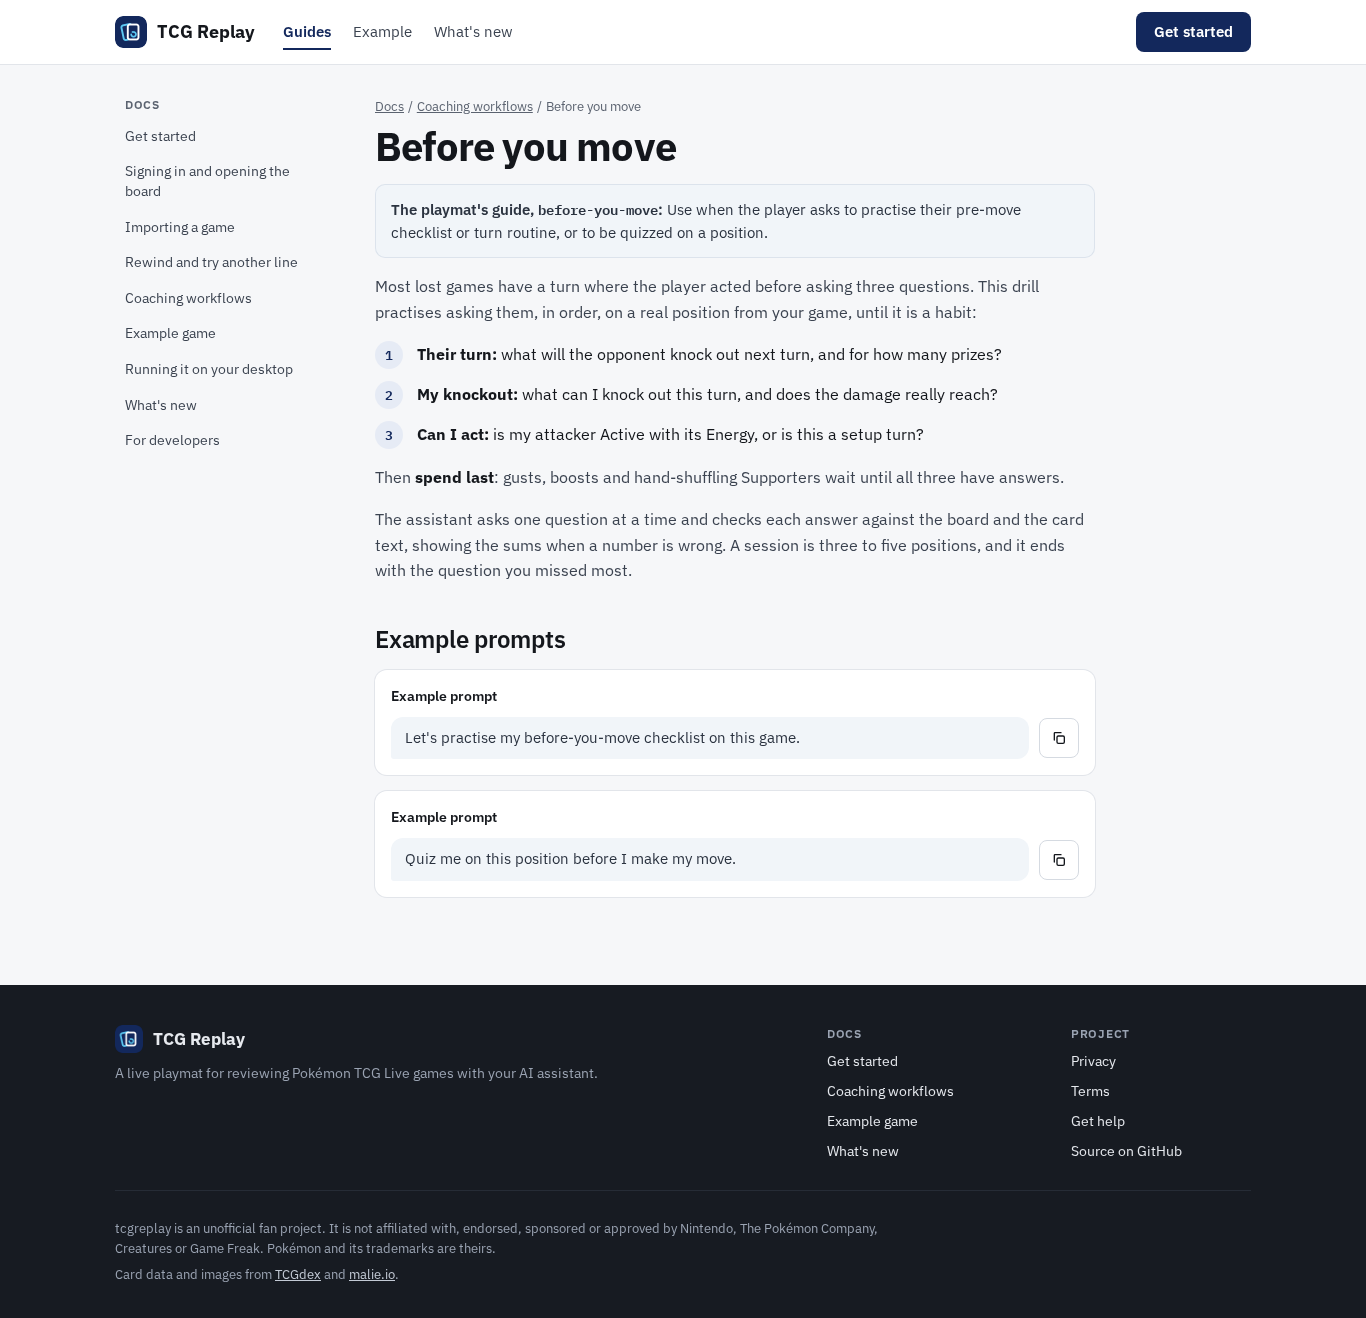 TCG Replay
Guides
Example
What's new
Get started
DOCS
Get started
Signing in and opening the
board
Importing a game
Rewind and try another line
Coaching workflows
Example game
Running it on your desktop
What's new
For developers
Docs / Coaching workflows / Before you move
Before you move
The playmat's guide, before-you-move: Use when the player asks to practise their pre-move
checklist or turn routine, or to be quizzed on a position.
Most lost games have a turn where the player acted before asking three questions. This drill
practises asking them, in order, on a real position from your game, until it is a habit:
1 Their turn: what will the opponent knock out next turn, and for how many prizes?
2 My knockout: what can I knock out this turn, and does the damage really reach?
3 Can I act: is my attacker Active with its Energy, or is this a setup turn?
Then spend last: gusts, boosts and hand-shuffling Supporters wait until all three have answers.
The assistant asks one question at a time and checks each answer against the board and the card
text, showing the sums when a number is wrong. A session is three to five positions, and it ends
with the question you missed most.
Example prompts
Example prompt
Let's practise my before-you-move checklist on this game.
Example prompt
Quiz me on this position before I make my move.
TCG Replay
A live playmat for reviewing Pokémon TCG Live games with your AI assistant.
DOCS
Get started
Coaching workflows
Example game
What's new
PROJECT
Privacy
Terms
Get help
Source on GitHub
tcgreplay is an unofficial fan project. It is not affiliated with, endorsed, sponsored or approved by Nintendo, The Pokémon Company,
Creatures or Game Freak. Pokémon and its trademarks are theirs.
Card data and images from TCGdex and malie.io.